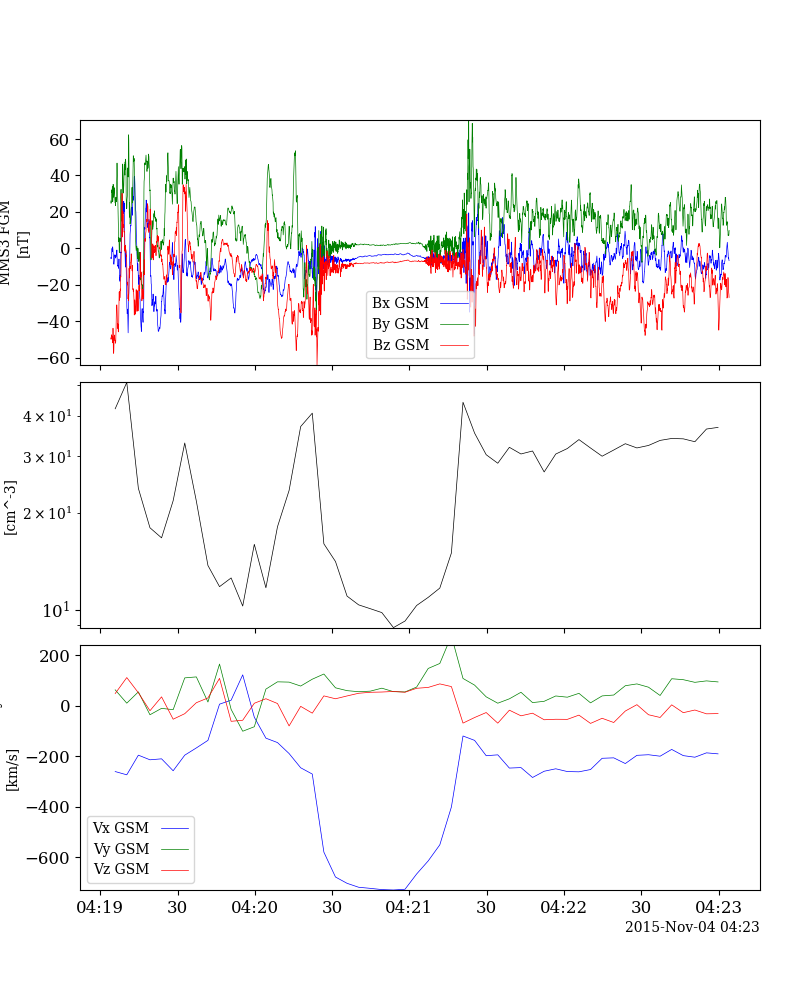 60
40
20
0
−20
−40
−60
MMS3 FGM
[nT]
Bx GSM
By GSM
Bz GSM
4 × 10¹
3 × 10¹
2 × 10¹
10¹
[cm^-3]
200
0
−200
−400
−600
[km/s]
Vx GSM
Vy GSM
Vz GSM
04:19 30 04:20 30 04:21 30 04:22 30 04:23
2015-Nov-04 04:23